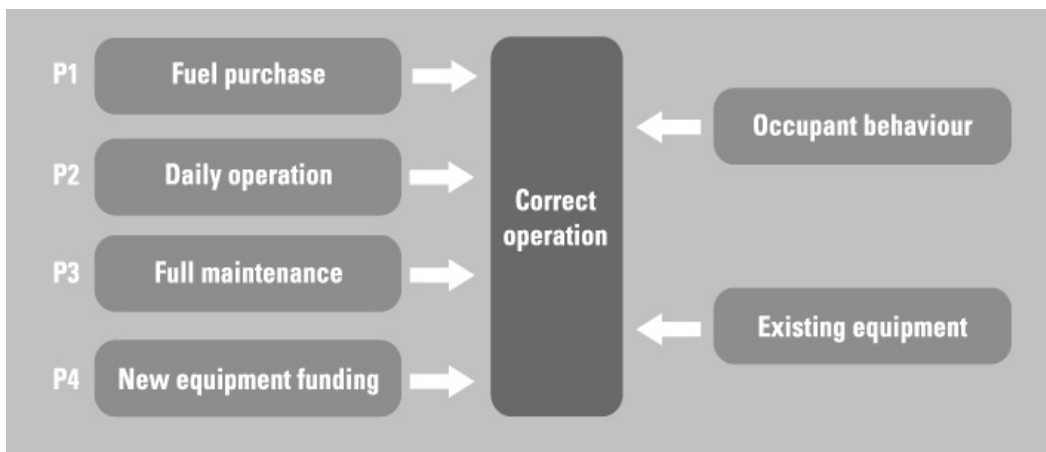 P1 Fuel purchase
P2 Daily operation
P3 Full maintenance
P4 New equipment funding
Correct
operation
Occupant behaviour
Existing equipment